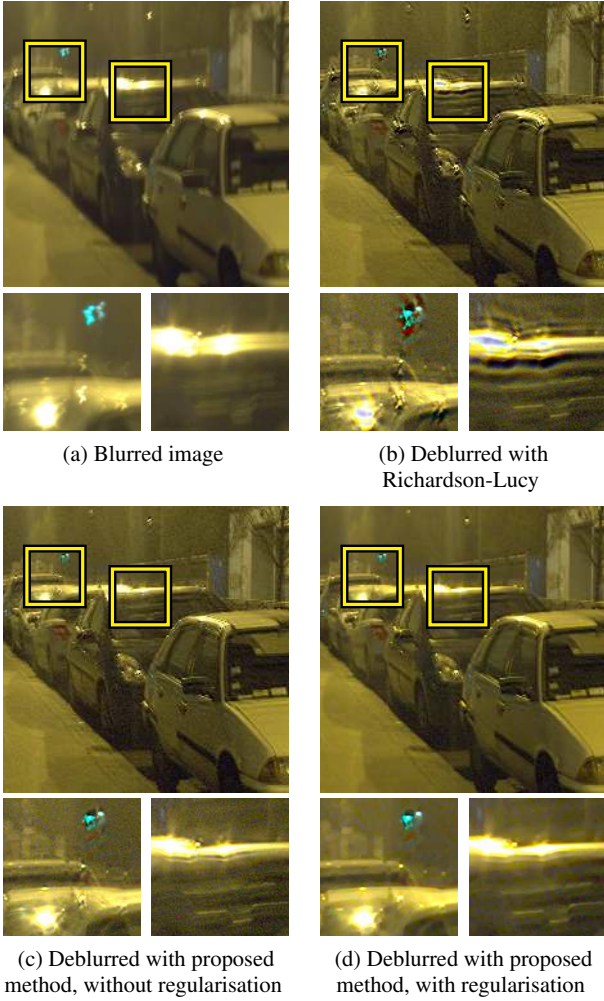 (a) Blurred image
(b) Deblurred with
Richardson-Lucy
(c) Deblurred with proposed
method, without regularisation
(d) Deblurred with proposed
method, with regularisation